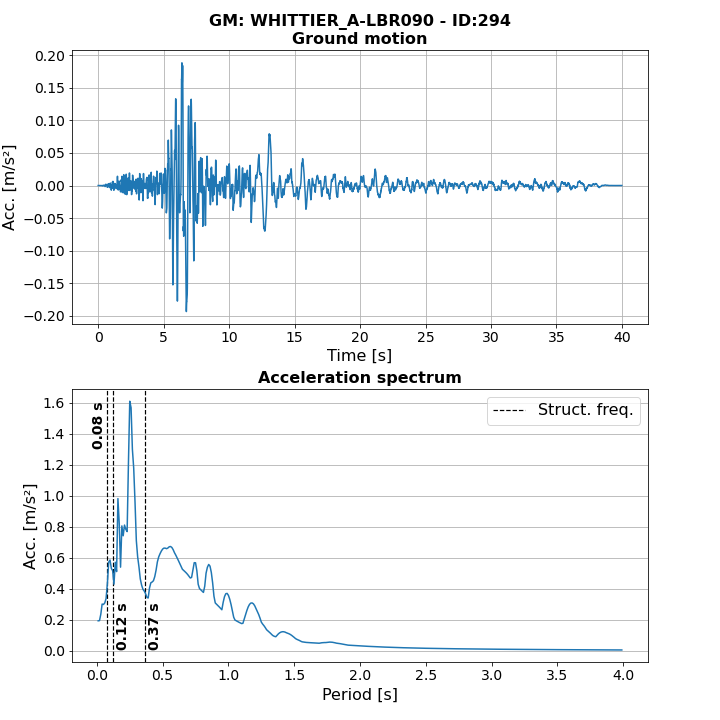 GM: WHITTIER_A-LBR090 - ID:294
Ground motion
0.20
0.15
0.10
0.05
0.00
−0.05
−0.10
−0.15
−0.20
Acc. [m/s²]
0 5 10 15 20 25 30 35 40
Time [s]
Acceleration spectrum
1.6
1.4
1.2
1.0
0.8
0.6
0.4
0.2
0.0
Acc. [m/s²]
Struct. freq.
0.08 s
0.12 s
0.37 s
0.0 0.5 1.0 1.5 2.0 2.5 3.0 3.5 4.0
Period [s]